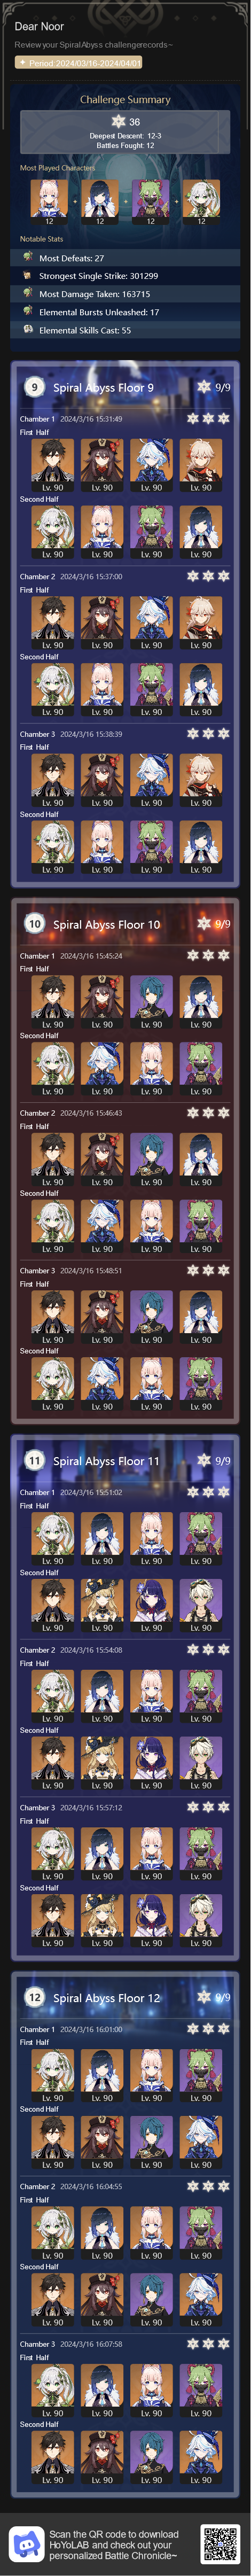 Dear Noor
Review your Spiral Abyss challenge records~
Period 2024/03/16-2024/04/01
Challenge Summary
36
Deepest Descent: 12-3
Battles Fought: 12
Most Played Characters
12 12 12 12
Notable Stats
Most Defeats: 27
Strongest Single Strike: 301299
Most Damage Taken: 163715
Elemental Bursts Unleashed: 17
Elemental Skills Cast: 55
9 Spiral Abyss Floor 9 9/9
Chamber 1 2024/3/16 15:31:49
First Half
Lv. 90 Lv. 90 Lv. 90 Lv. 90
Second Half
Lv. 90 Lv. 90 Lv. 90 Lv. 90
Chamber 2 2024/3/16 15:37:00
First Half
Lv. 90 Lv. 90 Lv. 90 Lv. 90
Second Half
Lv. 90 Lv. 90 Lv. 90 Lv. 90
Chamber 3 2024/3/16 15:38:39
First Half
Lv. 90 Lv. 90 Lv. 90 Lv. 90
Second Half
Lv. 90 Lv. 90 Lv. 90 Lv. 90
10 Spiral Abyss Floor 10 9/9
Chamber 1 2024/3/16 15:45:24
First Half
Lv. 90 Lv. 90 Lv. 90 Lv. 90
Second Half
Lv. 90 Lv. 90 Lv. 90 Lv. 90
Chamber 2 2024/3/16 15:46:43
First Half
Lv. 90 Lv. 90 Lv. 90 Lv. 90
Second Half
Lv. 90 Lv. 90 Lv. 90 Lv. 90
Chamber 3 2024/3/16 15:48:51
First Half
Lv. 90 Lv. 90 Lv. 90 Lv. 90
Second Half
Lv. 90 Lv. 90 Lv. 90 Lv. 90
11 Spiral Abyss Floor 11 9/9
Chamber 1 2024/3/16 15:51:02
First Half
Lv. 90 Lv. 90 Lv. 90 Lv. 90
Second Half
Lv. 90 Lv. 90 Lv. 90 Lv. 90
Chamber 2 2024/3/16 15:54:08
First Half
Lv. 90 Lv. 90 Lv. 90 Lv. 90
Second Half
Lv. 90 Lv. 90 Lv. 90 Lv. 90
Chamber 3 2024/3/16 15:57:12
First Half
Lv. 90 Lv. 90 Lv. 90 Lv. 90
Second Half
Lv. 90 Lv. 90 Lv. 90 Lv. 90
12 Spiral Abyss Floor 12 9/9
Chamber 1 2024/3/16 16:01:00
First Half
Lv. 90 Lv. 90 Lv. 90 Lv. 90
Second Half
Lv. 90 Lv. 90 Lv. 90 Lv. 90
Chamber 2 2024/3/16 16:04:55
First Half
Lv. 90 Lv. 90 Lv. 90 Lv. 90
Second Half
Lv. 90 Lv. 90 Lv. 90 Lv. 90
Chamber 3 2024/3/16 16:07:58
First Half
Lv. 90 Lv. 90 Lv. 90 Lv. 90
Second Half
Lv. 90 Lv. 90 Lv. 90 Lv. 90
Scan the QR code to download
HoYoLAB and check out your
personalized Battle Chronicle~